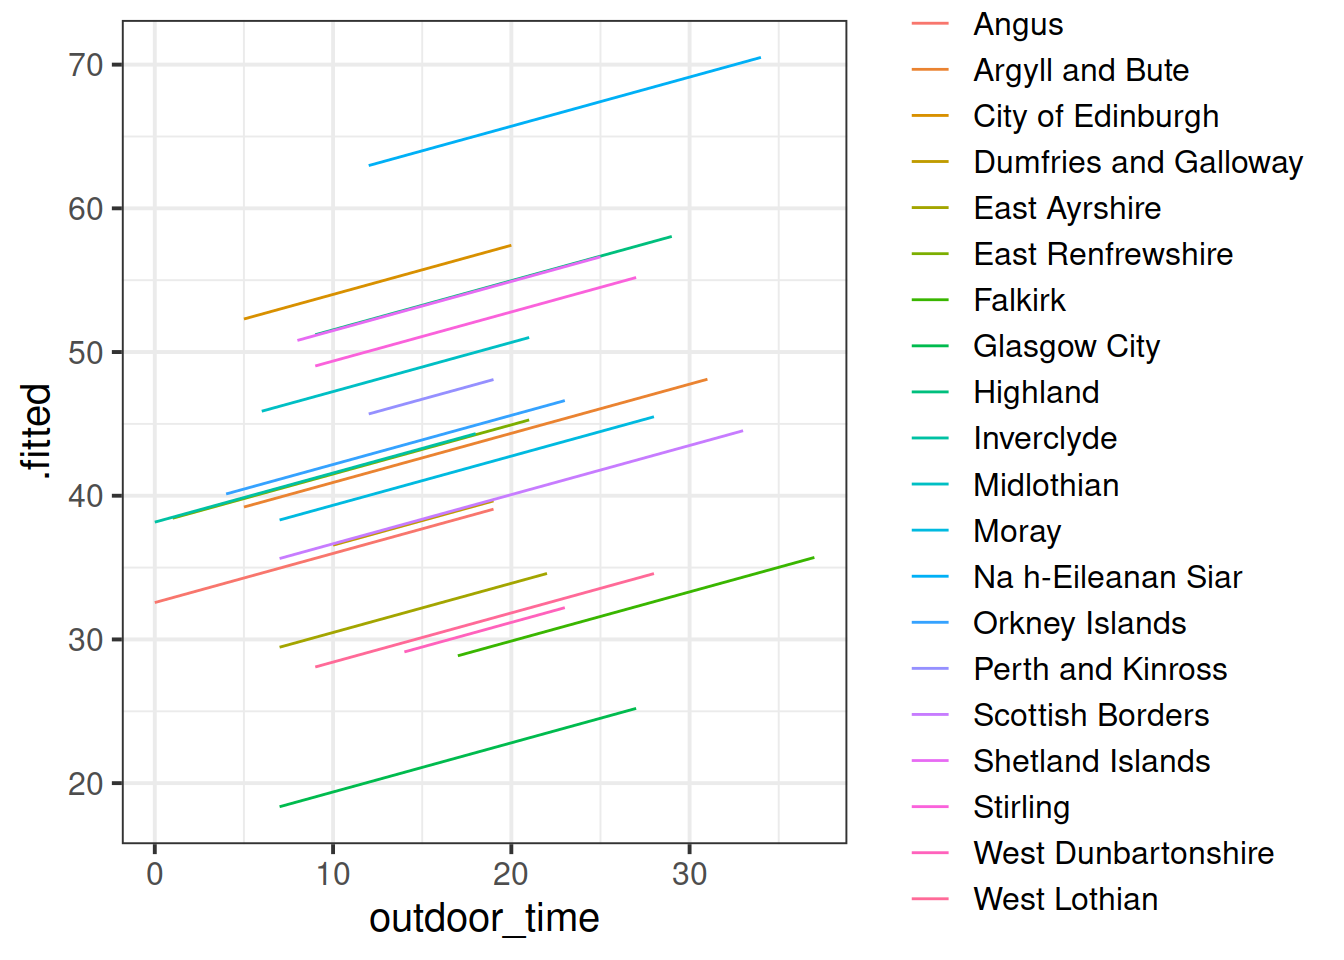 70
60
50
40
30
20
.fitted
0 10 20 30
outdoor_time
Angus
Argyll and Bute
City of Edinburgh
Dumfries and Galloway
East Ayrshire
East Renfrewshire
Falkirk
Glasgow City
Highland
Inverclyde
Midlothian
Moray
Na h-Eileanan Siar
Orkney Islands
Perth and Kinross
Scottish Borders
Shetland Islands
Stirling
West Dunbartonshire
West Lothian